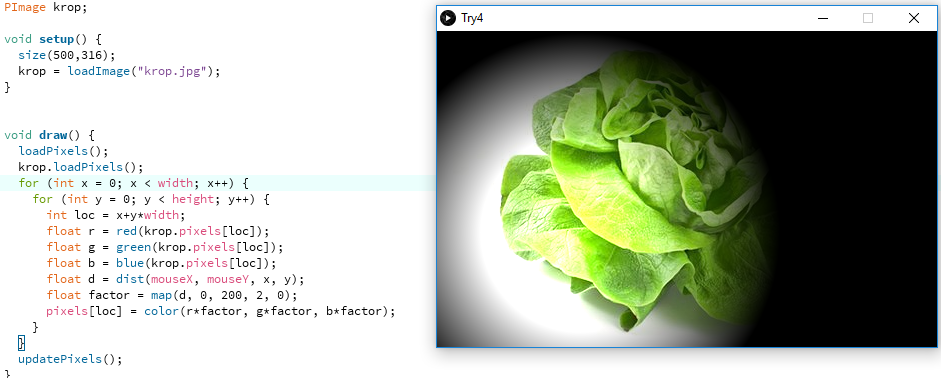 PImage krop;
void setup() {
size(500,316);
krop = loadImage("krop.jpg");
}
void draw() {
loadPixels();
krop.loadPixels();
for (int x = 0; x < width; x++) {
for (int y = 0; y < height; y++) {
int loc = x+y*width;
float r = red(krop.pixels[loc]);
float g = green(krop.pixels[loc]);
float b = blue(krop.pixels[loc]);
float d = dist(mouseX, mouseY, x, y);
float factor = map(d, 0, 200, 2, 0);
pixels[loc] = color(r*factor, g*factor, b*factor);
}
}
updatePixels();
}
Try4